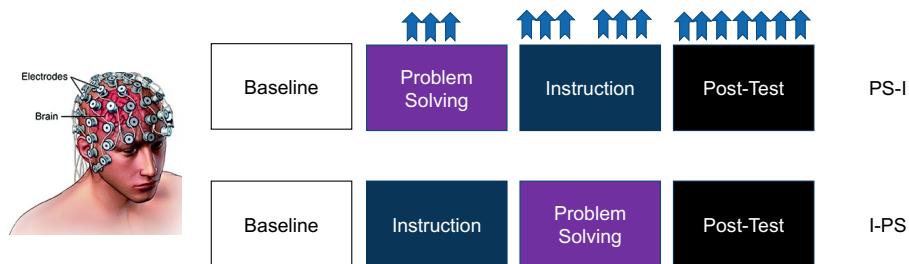 Electrodes
Brain
Baseline
Problem
Solving
Instruction
Post-Test
PS-I
Baseline
Instruction
Problem
Solving
Post-Test
I-PS